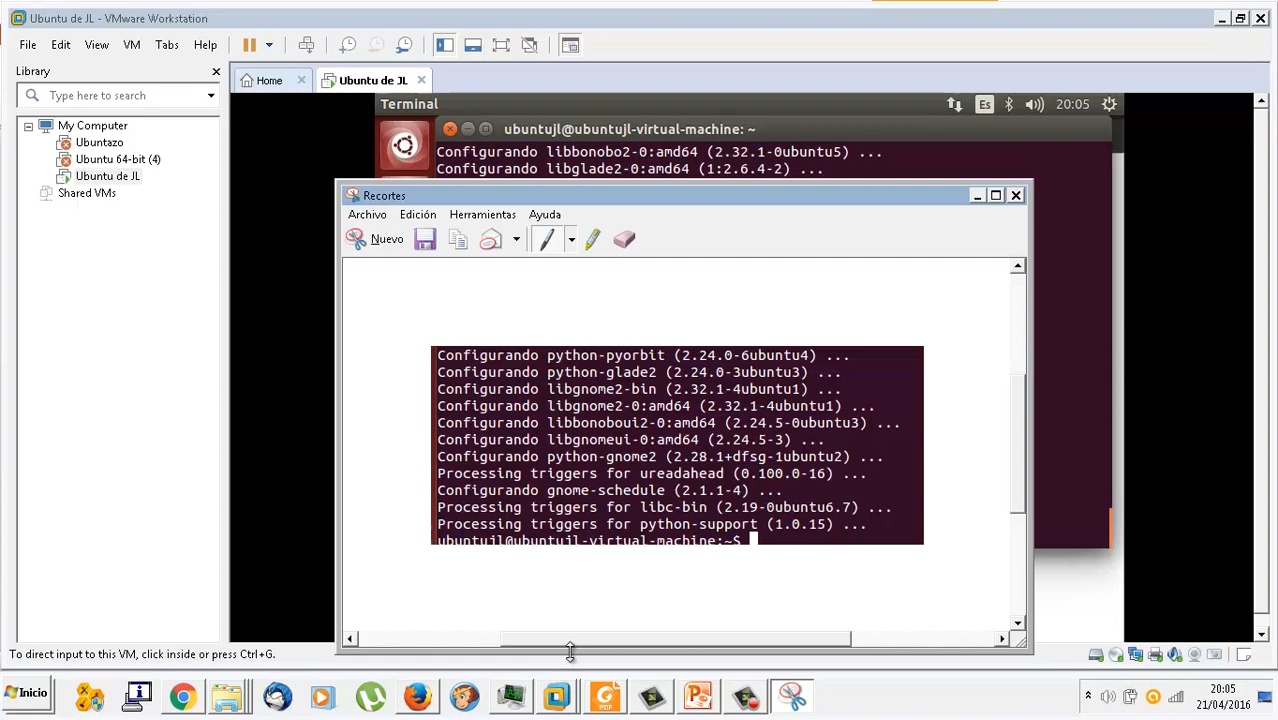 Ubuntu de JL - VMware Workstation
File Edit View VM Tabs Help
Library
Type here to search
My Computer
Ubuntazo
Ubuntu 64-bit (4)
Ubuntu de JL
Shared VMs
Home
Ubuntu de JL
Terminal
Es
20:05
ubuntujl@ubuntujl-virtual-machine: ~
Configurando libbonobo2-0:amd64 (2.32.1-0ubuntu5) ...
Configurando libglade2-0:amd64 (1:2.6.4-2) ...
Recortes
Archivo Edición Herramientas Ayuda
Nuevo
Configurando python-pyorbit (2.24.0-6ubuntu4) ...
Configurando python-glade2 (2.24.0-3ubuntu3) ...
Configurando libgnome2-bin (2.32.1-4ubuntu1) ...
Configurando libgnome2-0:amd64 (2.32.1-4ubuntu1) ...
Configurando libbonoboui2-0:amd64 (2.24.5-0ubuntu3) ...
Configurando libgnomeui-0:amd64 (2.24.5-3) ...
Configurando python-gnome2 (2.28.1+dfsg-1ubuntu2) ...
Processing triggers for ureadahead (0.100.0-16) ...
Configurando gnome-schedule (2.1.1-4) ...
Processing triggers for libc-bin (2.19-0ubuntu6.7) ...
Processing triggers for python-support (1.0.15) ...
ubuntujl@ubuntujl-virtual-machine:~$
To direct input to this VM, click inside or press Ctrl+G.
Inicio
PDF
20:05
21/04/2016